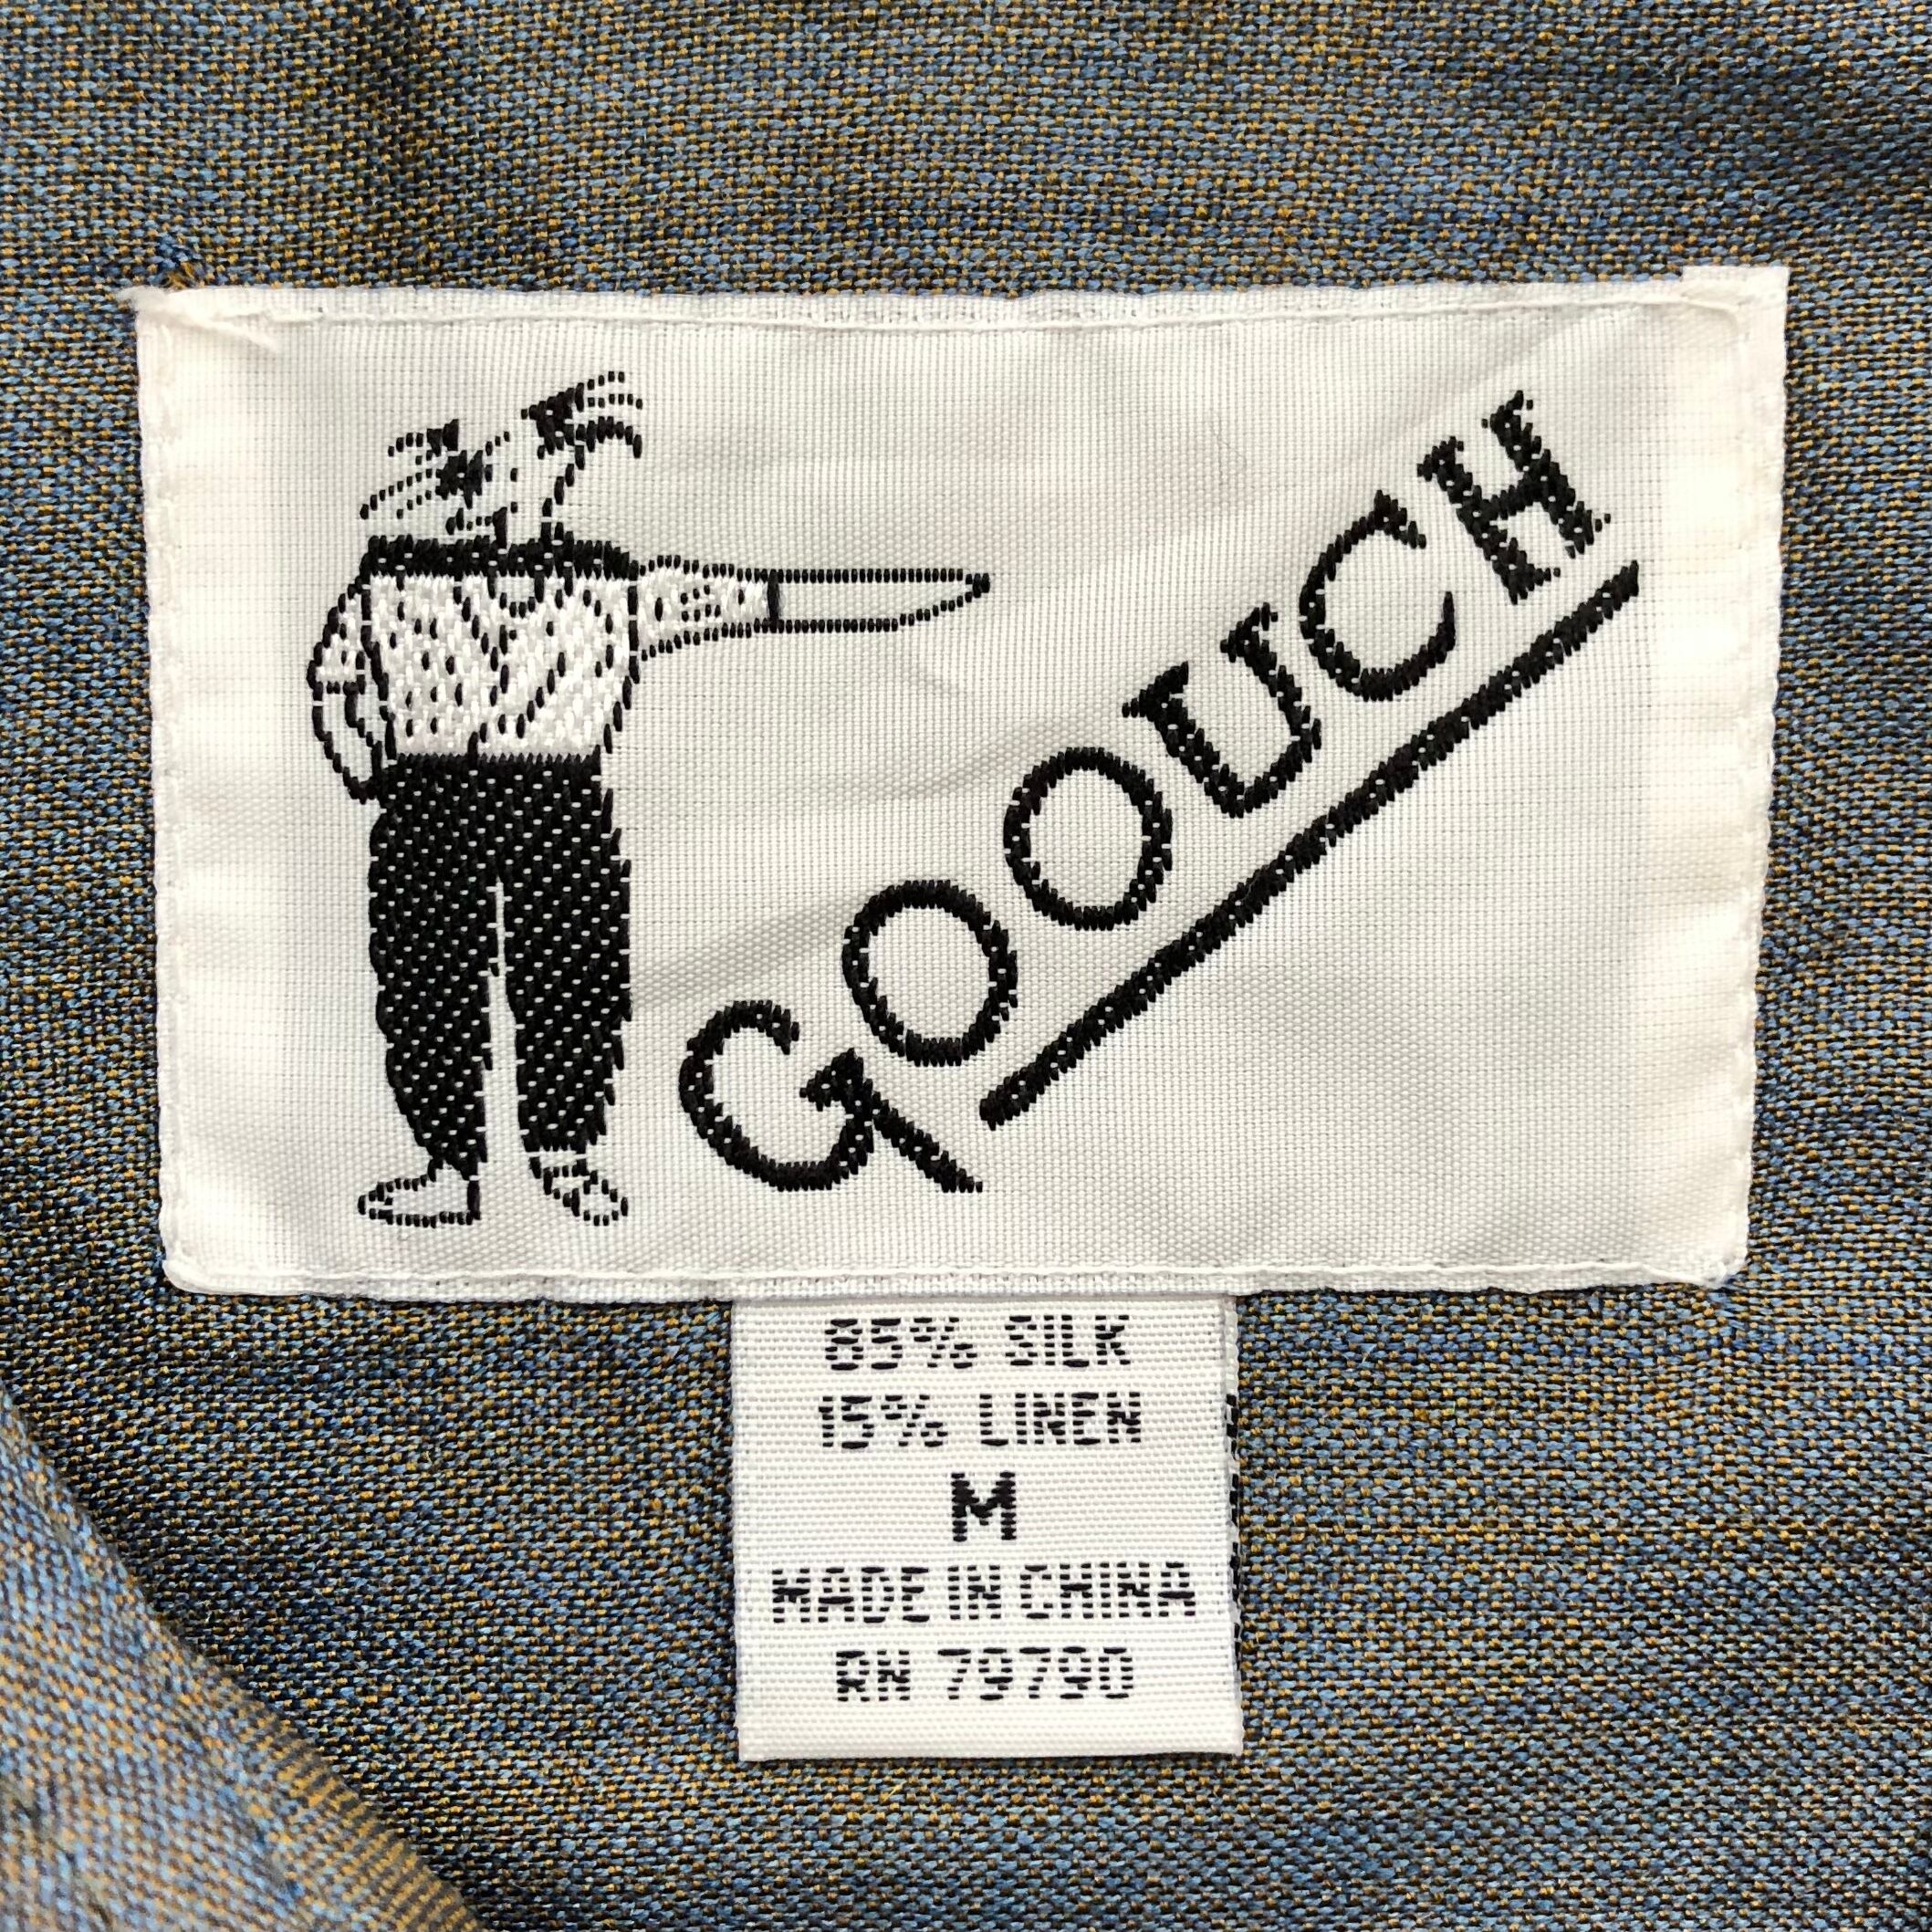 GOOUCH
85% SILK
15% LINEN
M
MADE IN CHINA
RN 79790